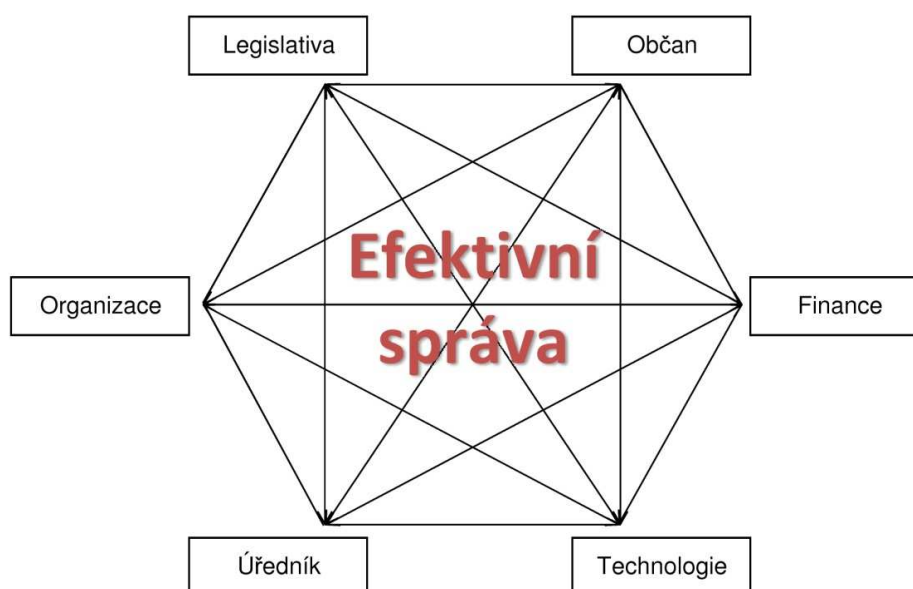 Legislativa
Občan
Efektivní
správa
Organizace
Finance
Úředník
Technologie